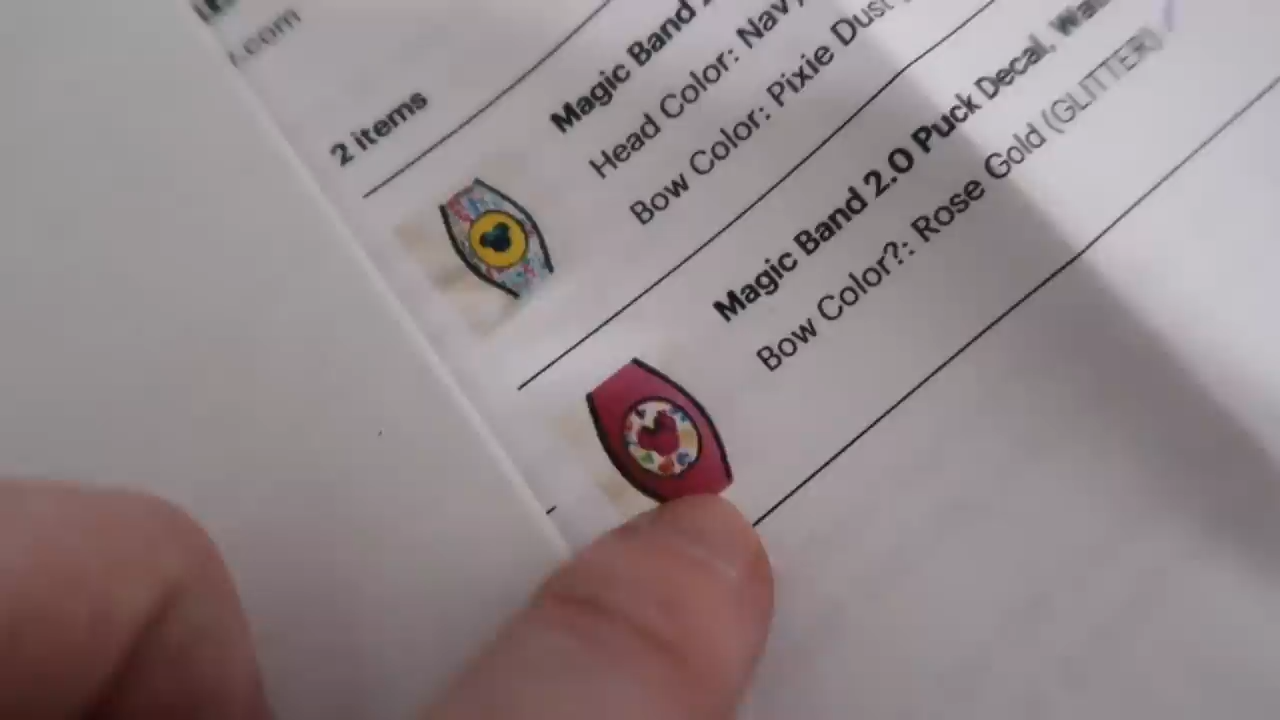 .com
2 items
Magic Band
Head Color: Navy
Bow Color: Pixie Dust
Magic Band 2.0 Puck Decal,
Bow Color?: Rose Gold (GLITTER)